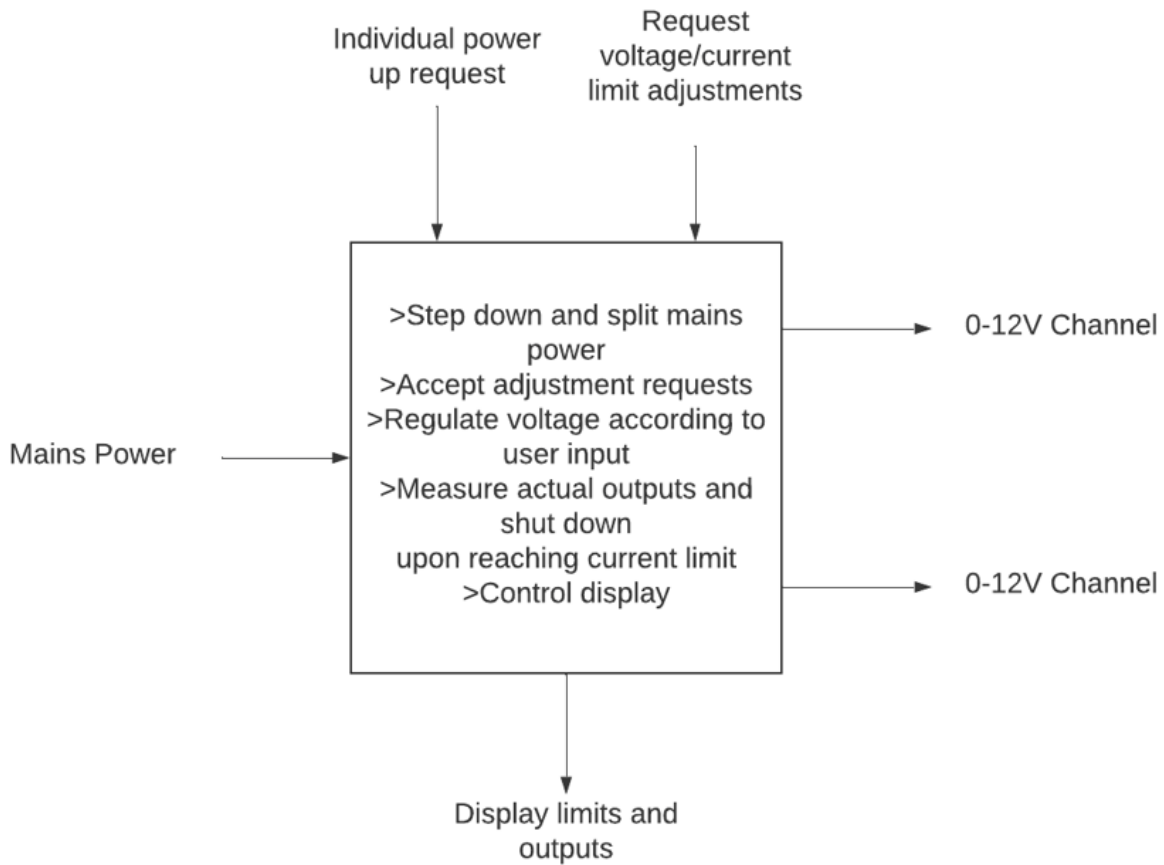 Individual power
up request
Request
voltage/current
limit adjustments
>Step down and split mains
power
>Accept adjustment requests
>Regulate voltage according to
user input
>Measure actual outputs and
shut down
upon reaching current limit
>Control display
Mains Power
0-12V Channel
0-12V Channel
Display limits and
outputs